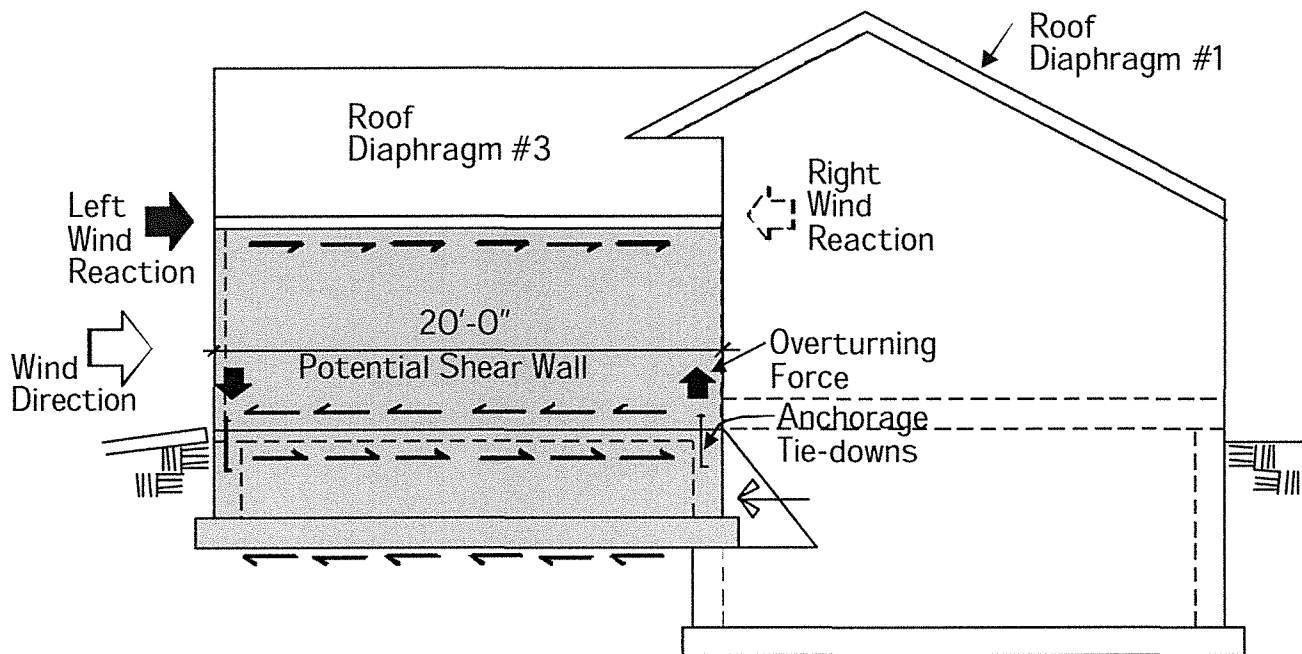 Roof
Diaphragm #1
Roof
Diaphragm #3
Left
Wind
Reaction
Right
Wind
Reaction
20'-0"
Wind
Direction
Potential Shear Wall
Overturning
Force
Anchorage
Tie-downs